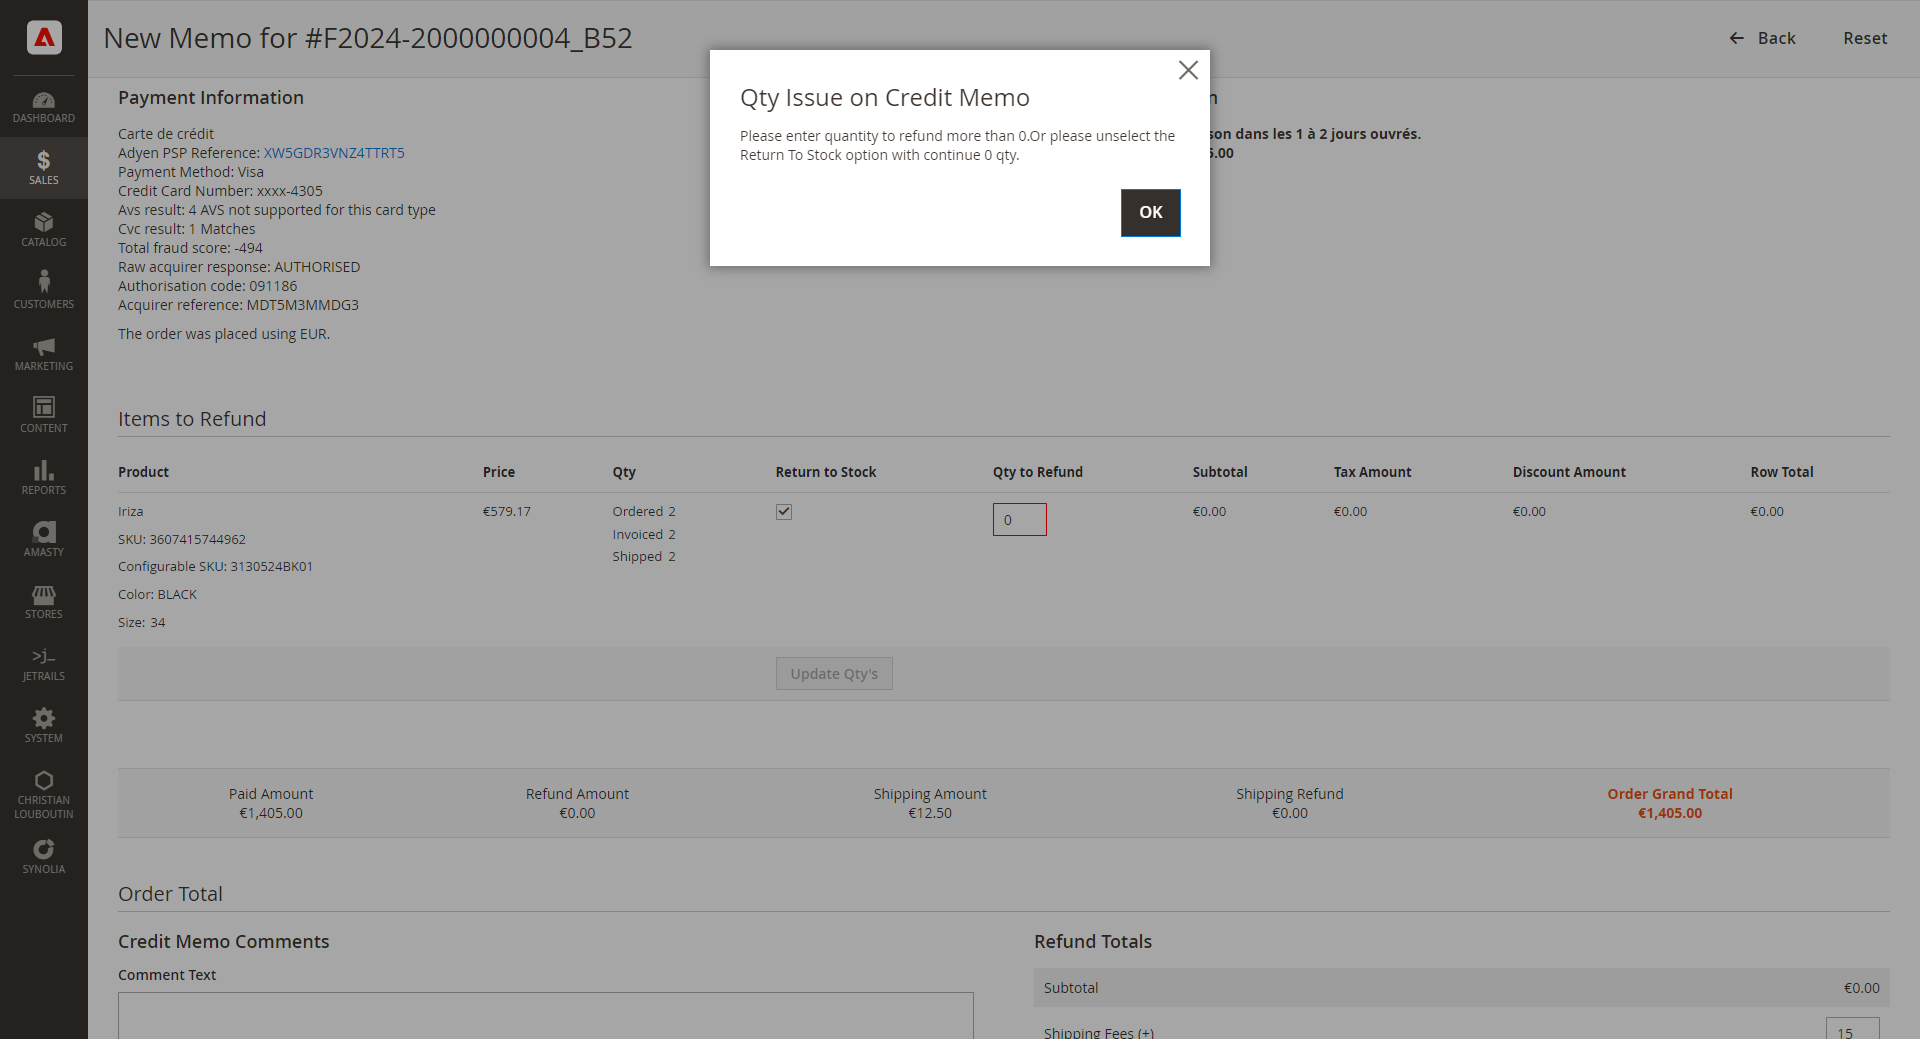 New Memo for #F2024-2000000004_B52
Back
Reset
DASHBOARD
SALES
CATALOG
CUSTOMERS
MARKETING
CONTENT
REPORTS
AMASTY
STORES
JETRAILS
SYSTEM
CHRISTIAN
LOUBOUTIN
SYNOLIA
Qty Issue on Credit Memo
Please enter quantity to refund more than 0.Or please unselect the
Return To Stock option with continue 0 qty.
OK
Payment Information
Carte de crédit
Adyen PSP Reference: XW5GDR3VNZ4TTRT5
Payment Method: Visa
Credit Card Number: xxxx-4305
Avs result: 4 AVS not supported for this card type
Cvc result: 1 Matches
Total fraud score: -494
Raw acquirer response: AUTHORISED
Authorisation code: 091186
Acquirer reference: MDT5M3MMDG3
The order was placed using EUR.
son dans les 1 à 2 jours ouvrés.
5.00
Items to Refund
Product Price Qty Return to Stock Qty to Refund Subtotal Tax Amount Discount Amount Row Total
Iriza €579.17 Ordered 2 0 €0.00 €0.00 €0.00 €0.00
Invoiced 2
SKU: 3607415744962
Shipped 2
Configurable SKU: 3130524BK01
Color: BLACK
Size: 34
Update Qty's
Paid Amount Refund Amount Shipping Amount Shipping Refund Order Grand Total
€1,405.00 €0.00 €12.50 €0.00 €1,405.00
Order Total
Credit Memo Comments
Comment Text
Refund Totals
Subtotal €0.00
Shipping Fees (+) 15